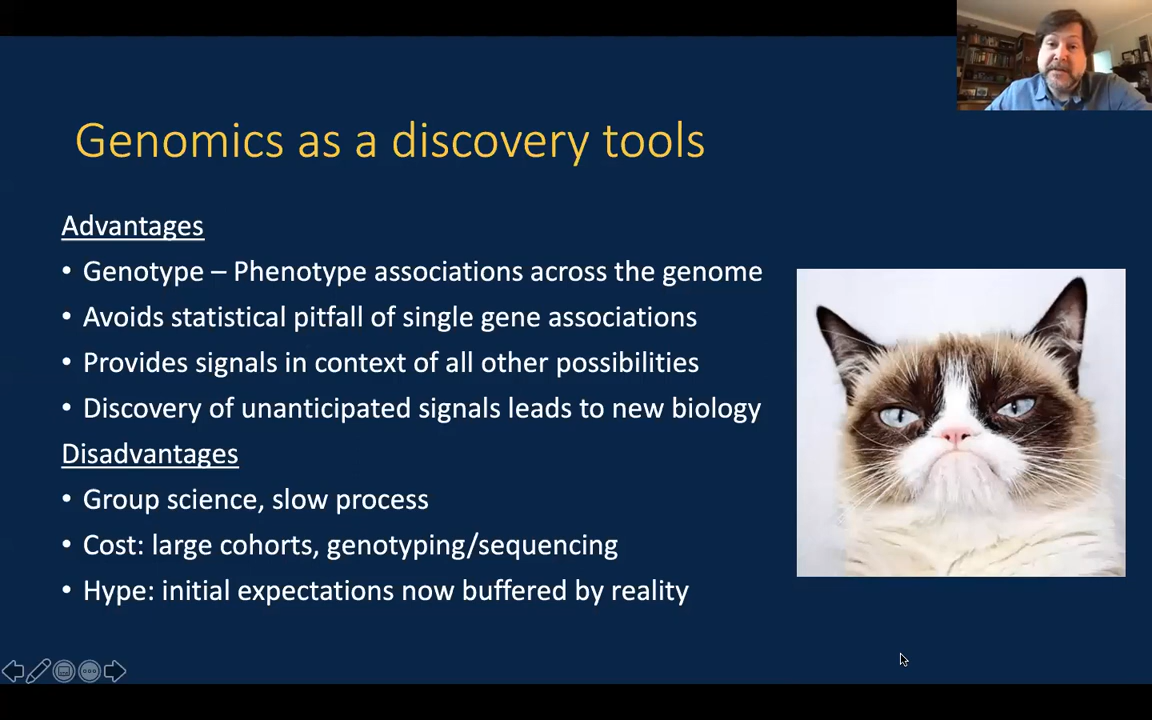 Genomics as a discovery tools
Advantages
• Genotype – Phenotype associations across the genome
• Avoids statistical pitfall of single gene associations
• Provides signals in context of all other possibilities
• Discovery of unanticipated signals leads to new biology
Disadvantages
• Group science, slow process
• Cost: large cohorts, genotyping/sequencing
• Hype: initial expectations now buffered by reality